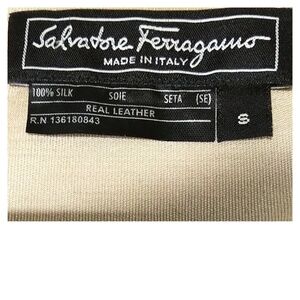 Salvatore Ferragamo
MADE IN ITALY
100% SILK SOIE SETA (SE)
REAL LEATHER
R.N 136180843
S